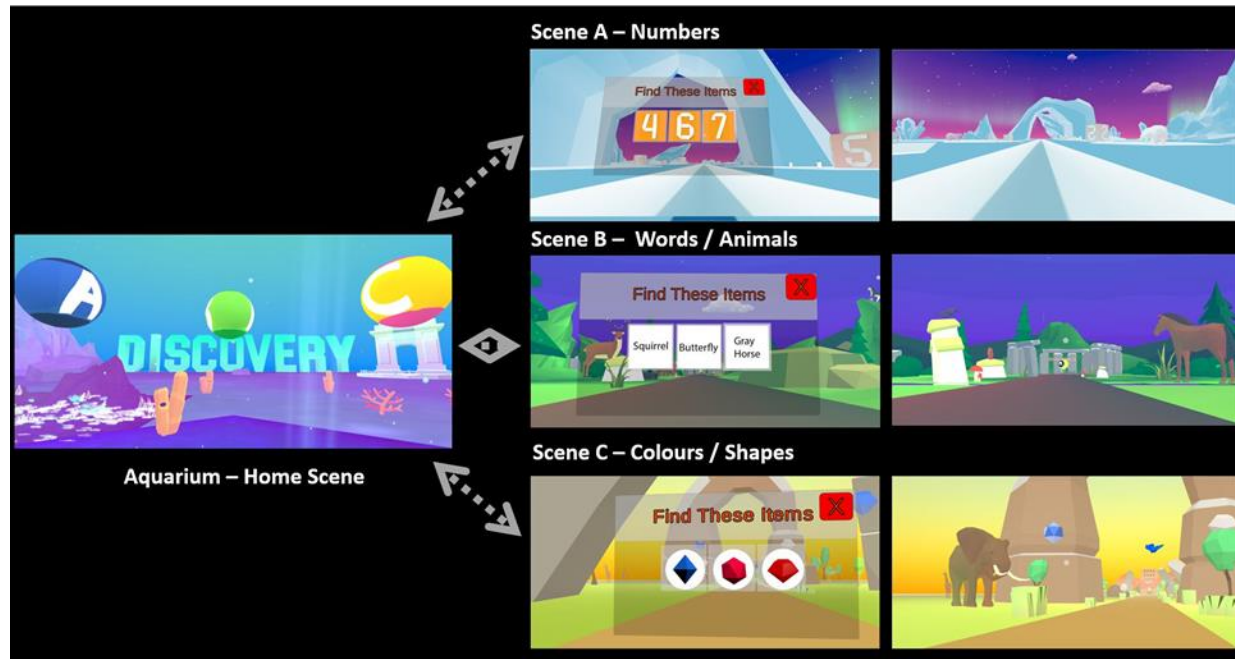 Scene A – Numbers
Find These Items
4 6 7
5
Scene B – Words / Animals
Find These Items
X
Squirrel Butterfly Gray
Horse
A C
DISCOVERY
Aquarium – Home Scene
Scene C – Colours / Shapes
Find These Items
X